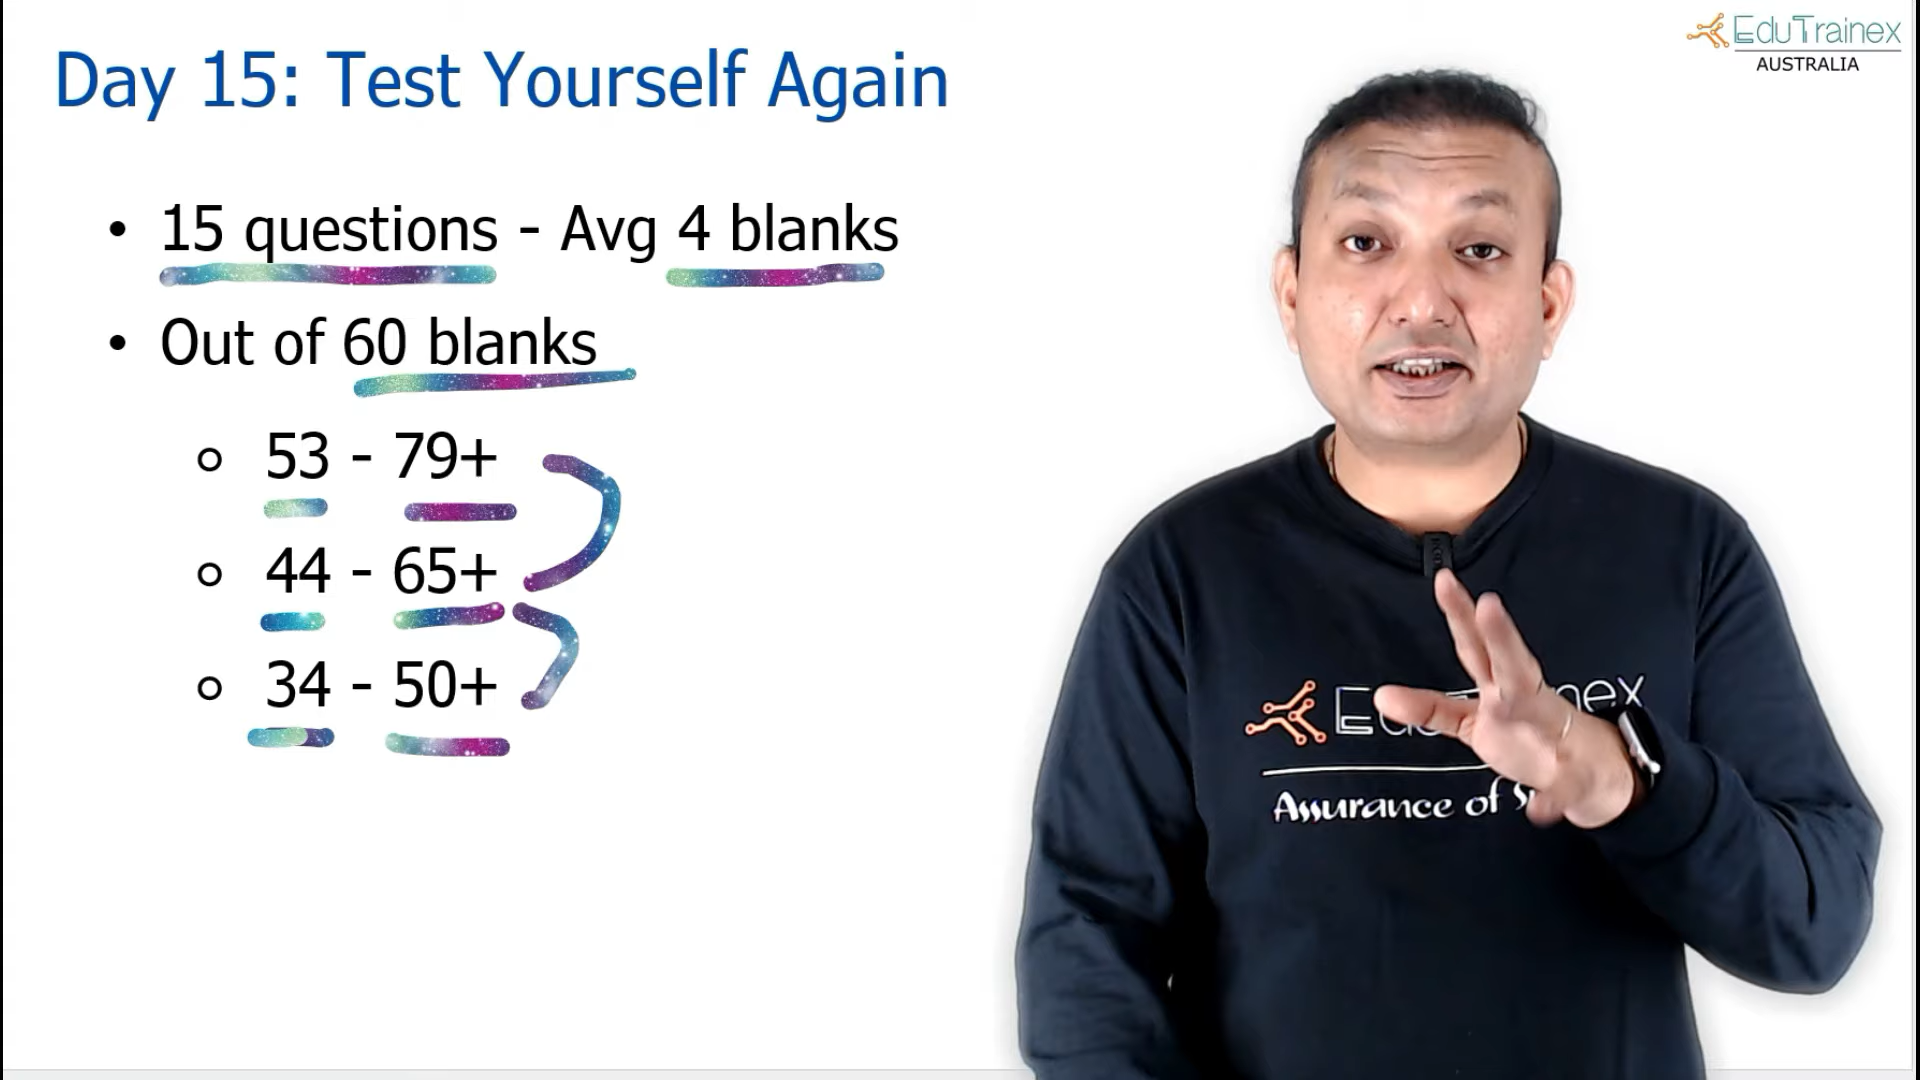 EduTrainex
AUSTRALIA
Day 15: Test Yourself Again
• 15 questions - Avg 4 blanks
• Out of 60 blanks
○ 53 - 79+
○ 44 - 65+
○ 34 - 50+
Assurance of